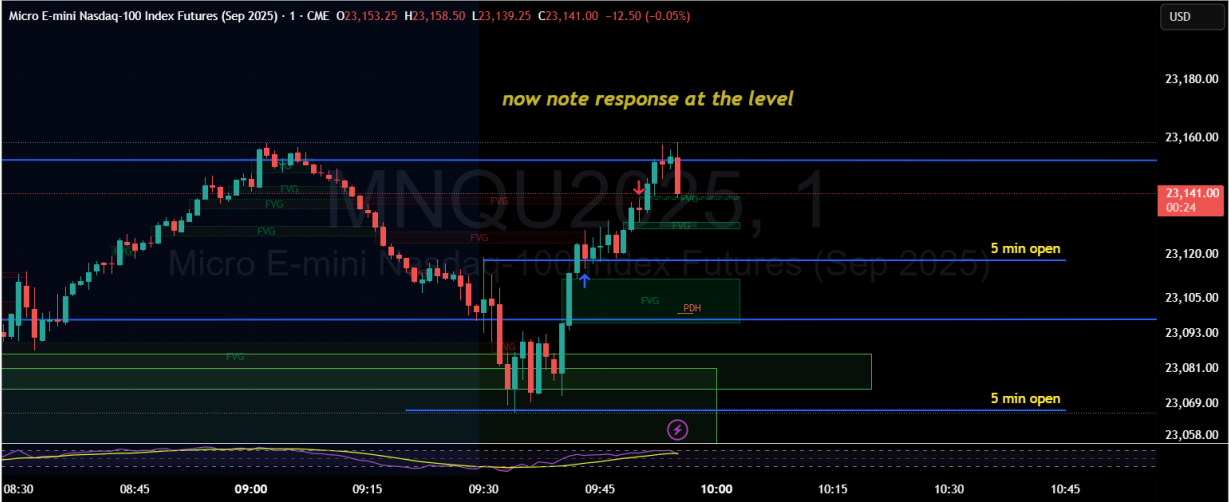 Micro E-mini Nasdaq-100 Index Futures (Sep 2025) · 1 · CME O23,153.25 H23,158.50 L23,139.25 C23,141.00 −12.50 (−0.05%)
USD
23,180.00
now note response at the level
23,160.00
MNQU2025, 1
FVG
FVG
FVG
FVG
23,141.00
00:24
FVG
FVG
FVG
5 min open
23,120.00
Micro E-mini Nasdaq-100 Index Futures (Sep 2025)
FVG
PDH
23,105.00
23,093.00
FVG
FVG
23,081.00
5 min open
23,069.00
23,058.00
08:30 08:45 09:00 09:15 09:30 09:45 10:00 10:15 10:30 10:45